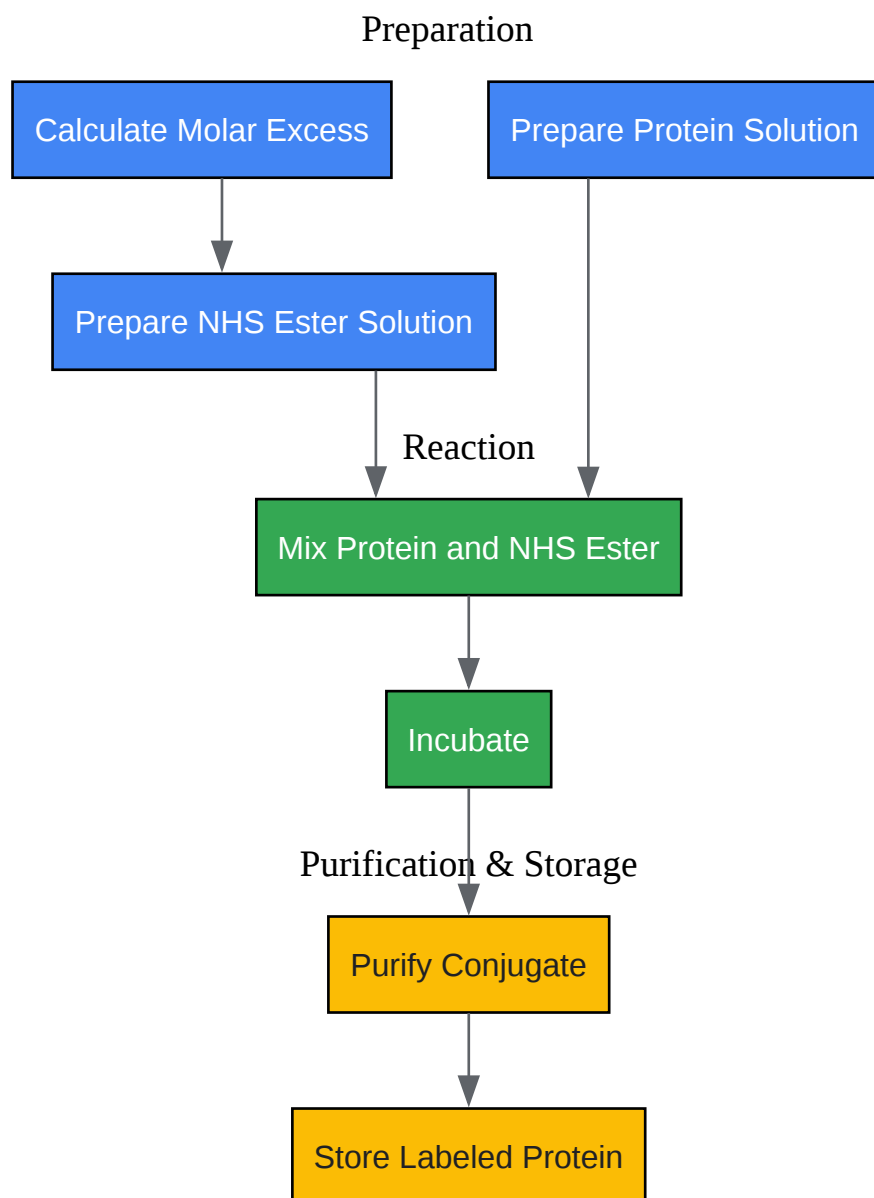 Preparation
Calculate Molar Excess
Prepare Protein Solution
Prepare NHS Ester Solution
Reaction
Mix Protein and NHS Ester
Incubate
Purification & Storage
Purify Conjugate
Store Labeled Protein